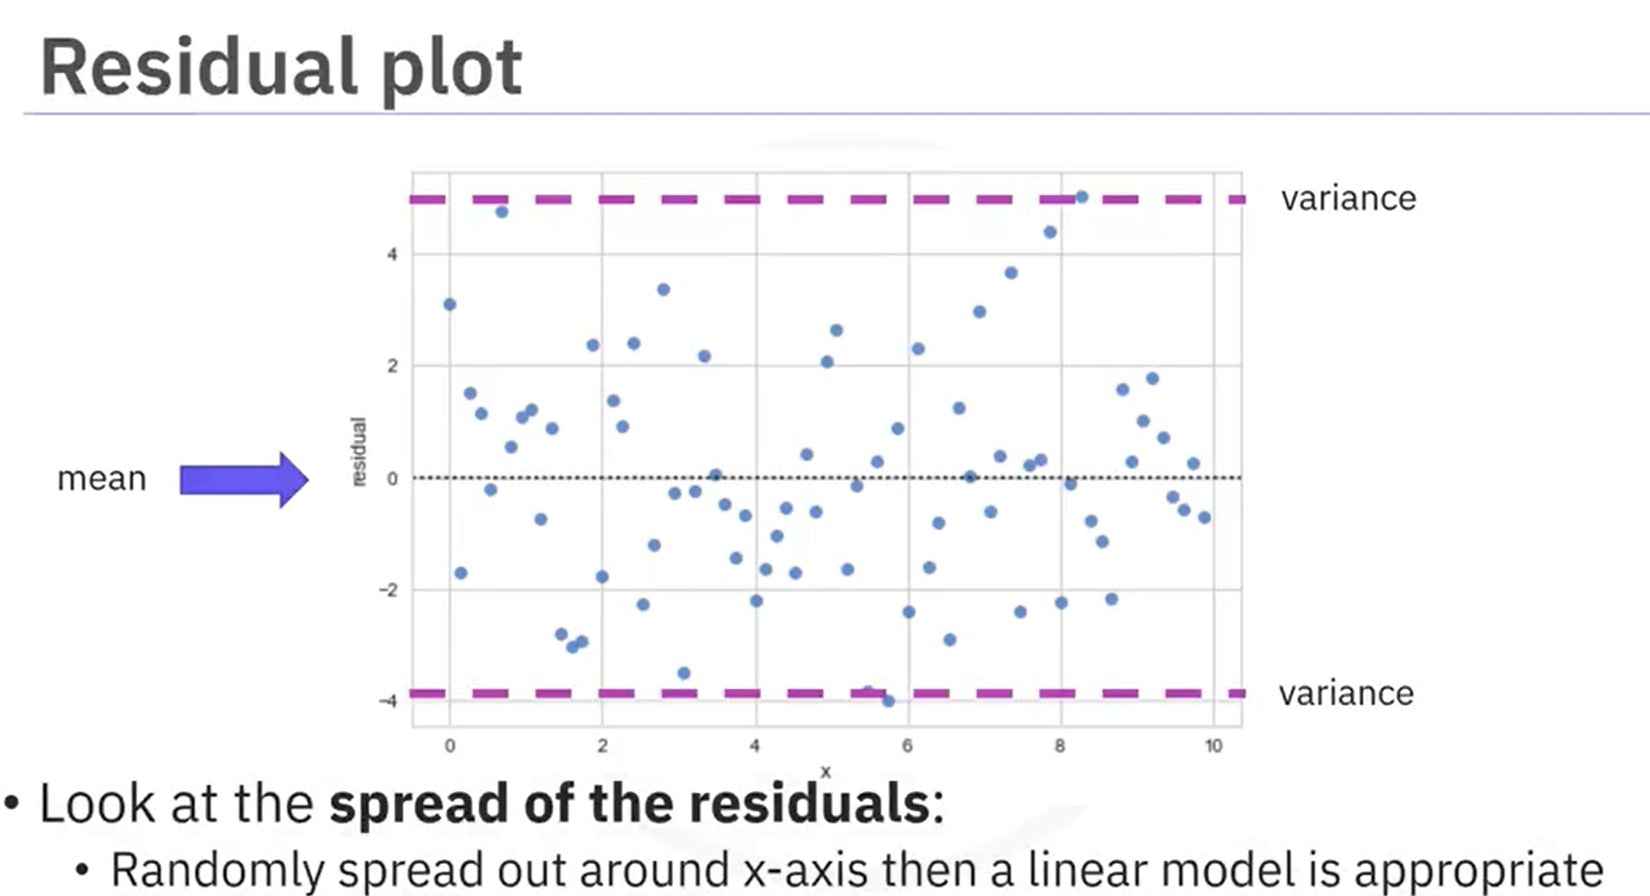 Residual plot
variance
4
2
residual
mean
0
−2
−4
variance
0 2 4 6 8 10
x
• Look at the spread of the residuals:
• Randomly spread out around x-axis then a linear model is appropriate